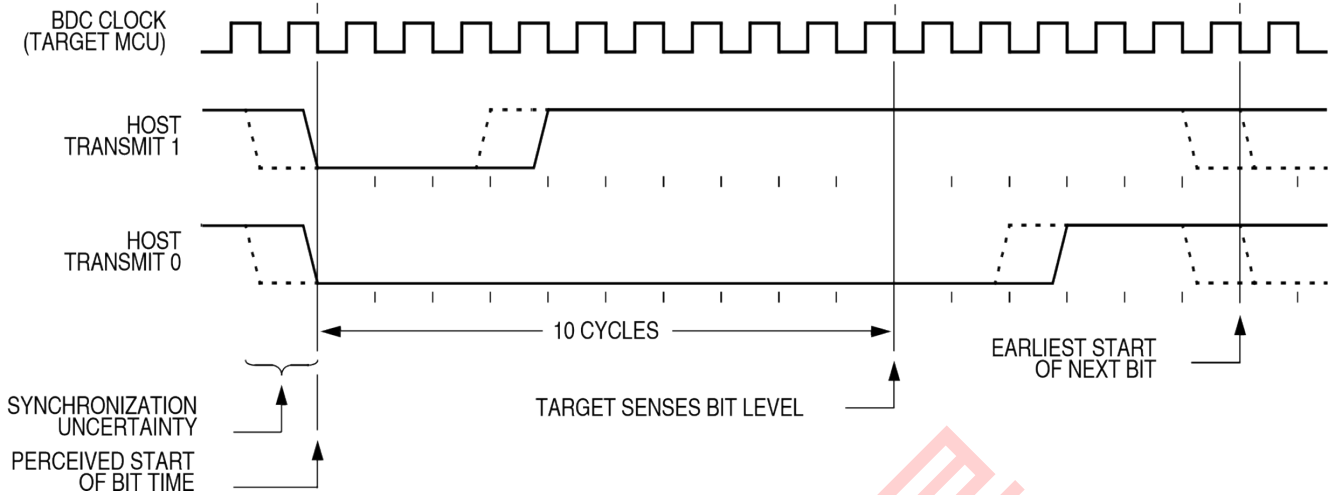 BDC CLOCK
(TARGET MCU)
HOST
TRANSMIT 1
HOST
TRANSMIT 0
10 CYCLES
EARLIEST START
OF NEXT BIT
SYNCHRONIZATION
UNCERTAINTY
TARGET SENSES BIT LEVEL
PERCEIVED START
OF BIT TIME